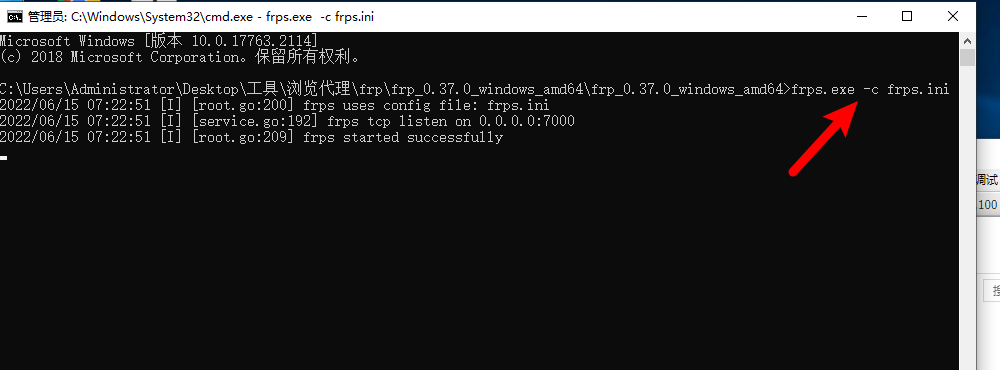 管理员: C:\Windows\System32\cmd.exe - frps.exe -c frps.ini
Microsoft Windows [版本 10.0.17763.2114]
(c) 2018 Microsoft Corporation。保留所有权利。
C:\Users\Administrator\Desktop\工具\浏览代理\frp\frp_0.37.0_windows_amd64\frp_0.37.0_windows_amd64>frps.exe -c frps.ini
2022/06/15 07:22:51 [I] [root.go:200] frps uses config file: frps.ini
2022/06/15 07:22:51 [I] [service.go:192] frps tcp listen on 0.0.0.0:7000
2022/06/15 07:22:51 [I] [root.go:209] frps started successfully
调试
100